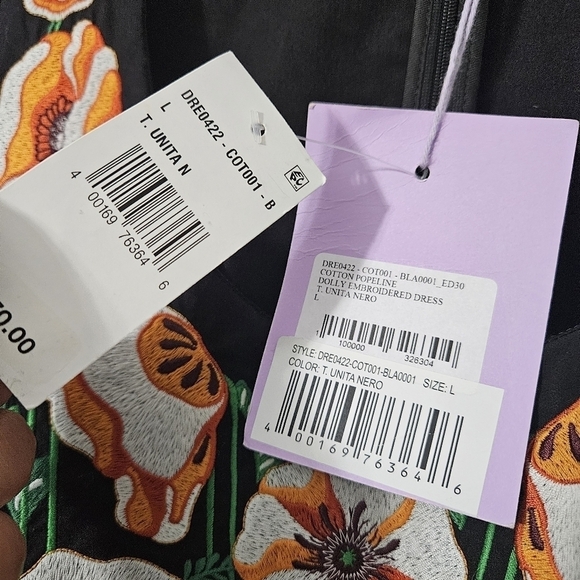 DRE0422 - COT001 - B
L
T. UNITA N
4 00169 76364 6
0.00
DRE0422 - COT001 - BLA0001_ED30
COTTON POPELINE
DOLLY EMBROIDERED DRESS
T. UNITA NERO
L
1 100000 328304
STYLE: DRE0422-COT001-BLA0001 SIZE: L
COLOR: T. UNITA NERO
4 00169 76364 6